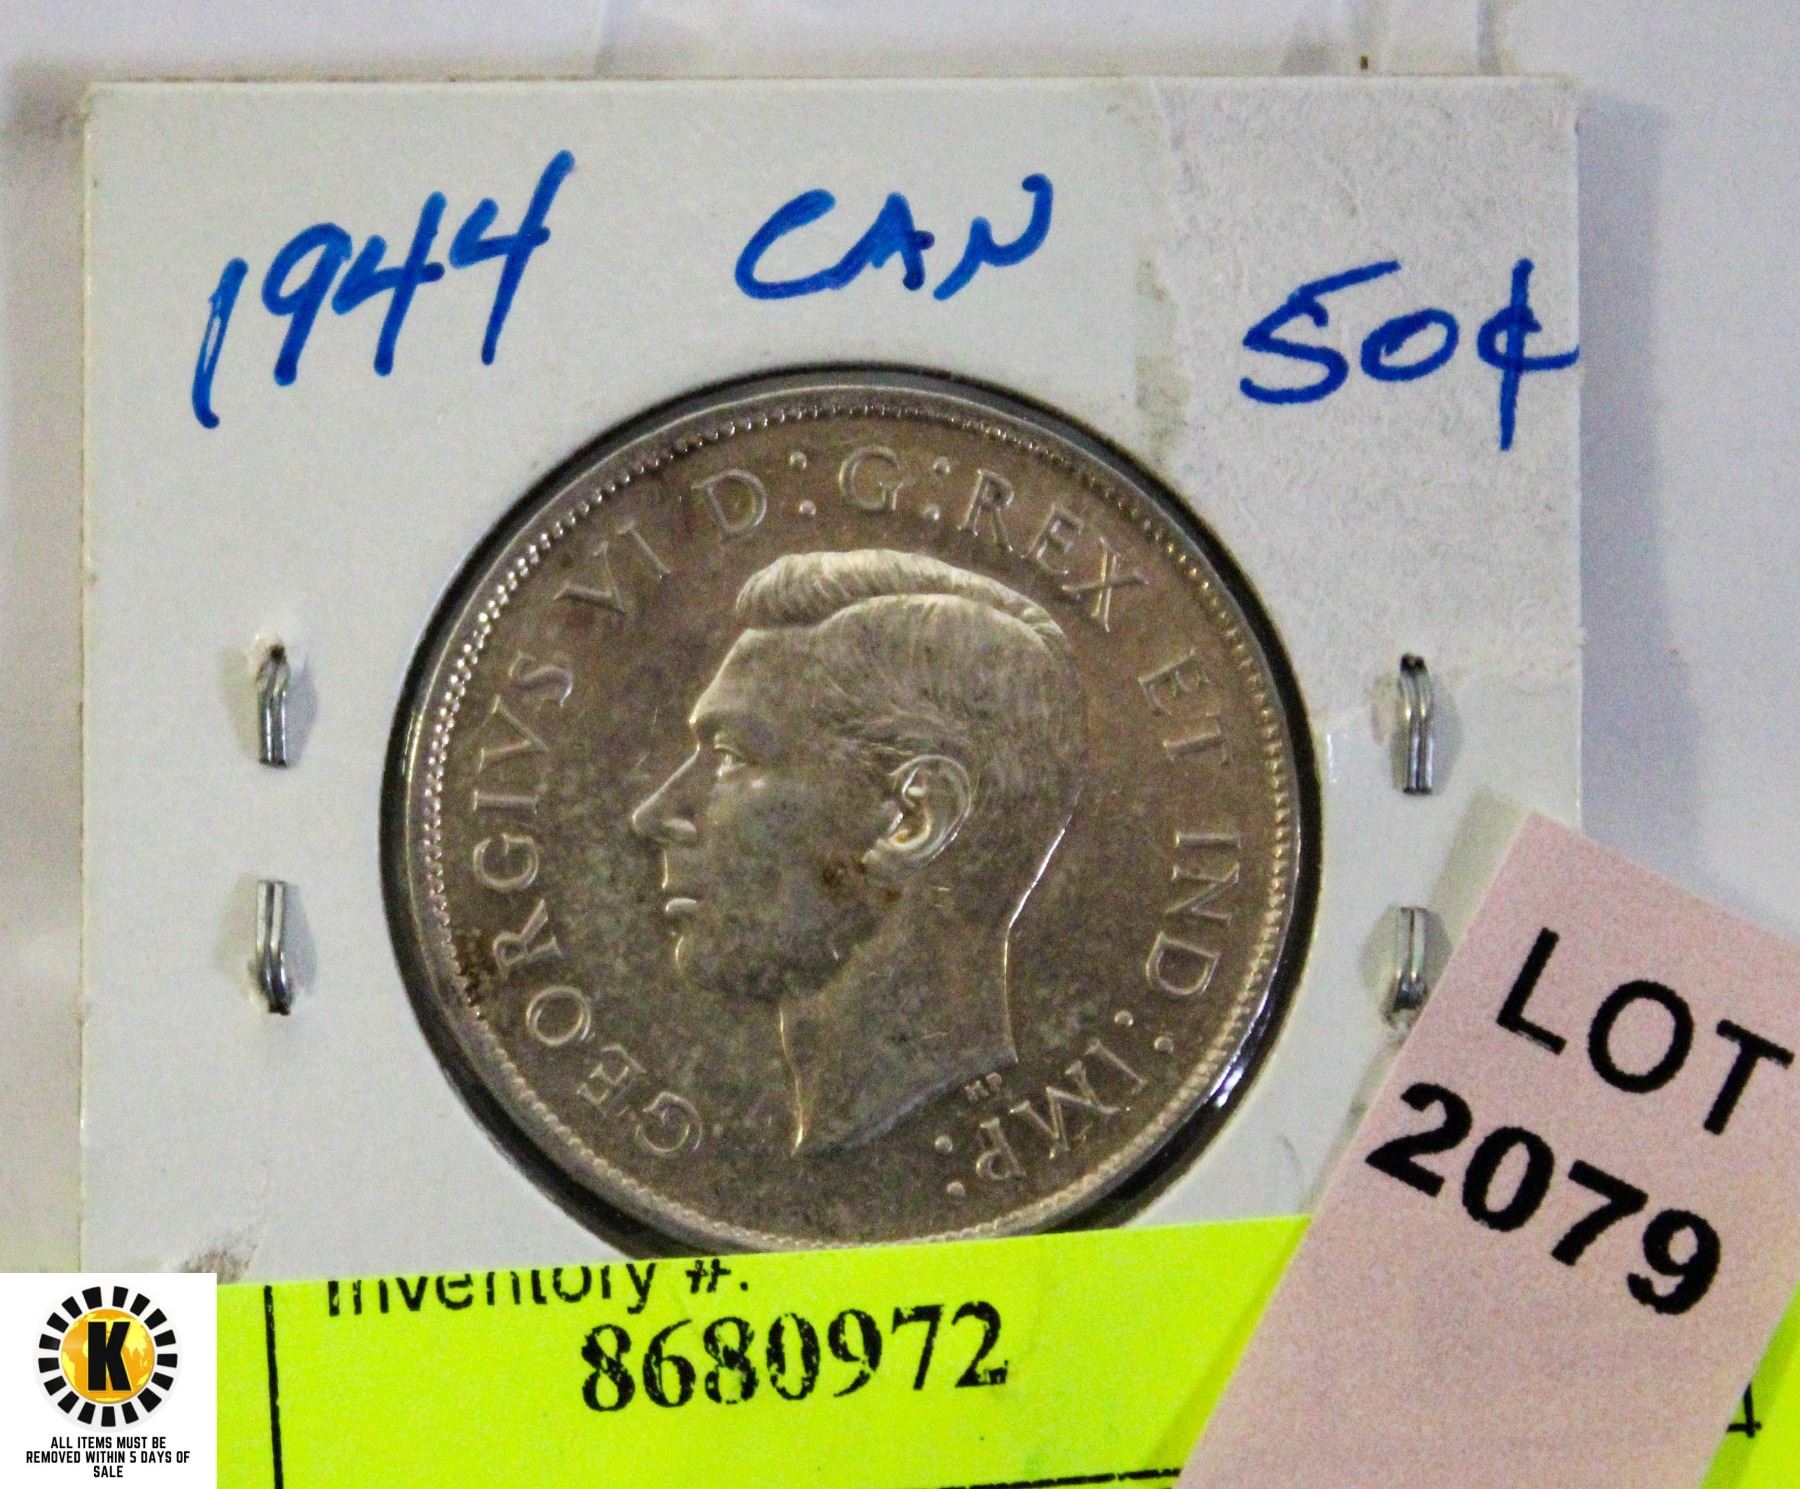 1944 CAN 50¢
GEORGIVS VI D:G:REX ET IND:IMP:
HP
LOT
2079
Inventory #:
8680972
K
ALL ITEMS MUST BE
REMOVED WITHIN 5 DAYS OF
SALE